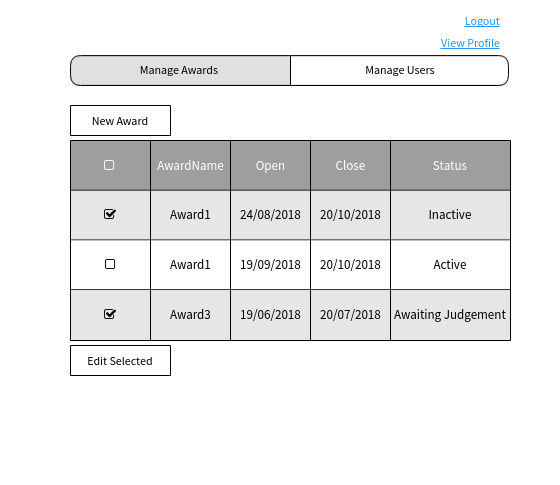 Logout
View Profile
Manage Awards Manage Users
New Award
AwardName Open Close Status
Award1 24/08/2018 20/10/2018 Inactive
Award1 19/09/2018 20/10/2018 Active
Award3 19/06/2018 20/07/2018 Awaiting Judgement
Edit Selected